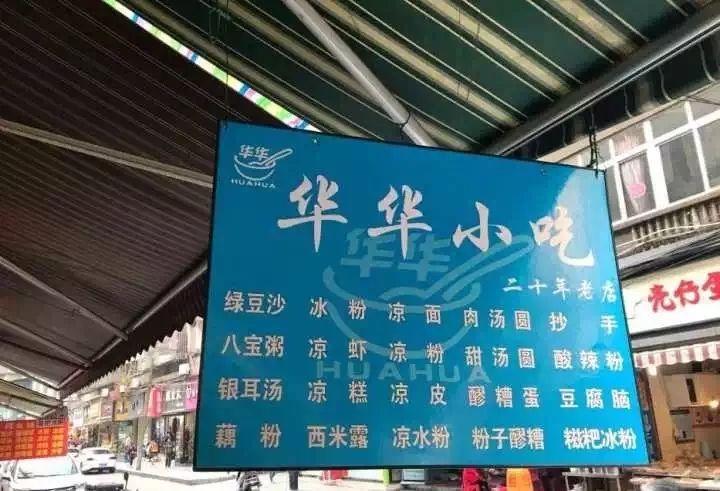 华华
HUAHUA
华华小吃
二十年老店
华华
绿豆沙 冰粉 凉面 肉汤圆 抄手
八宝粥 凉虾 凉粉 甜汤圆 酸辣粉
HUAHUA
银耳汤 凉糕 凉皮 醪糟蛋 豆腐脑
藕粉 西米露 凉水粉 粉子醪糟 糍粑冰粉